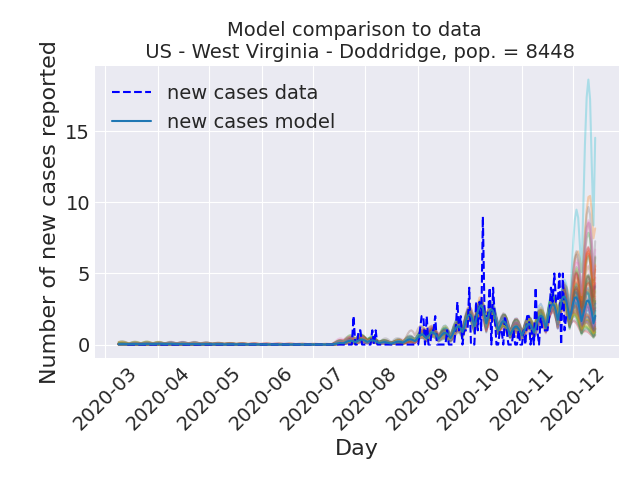 Model comparison to data
US - West Virginia - Doddridge, pop. = 8448
Number of new cases reported
new cases data
new cases model
15
10
5
0
2020-03
2020-04
2020-05
2020-06
2020-07
2020-08
2020-09
2020-10
2020-11
2020-12
Day